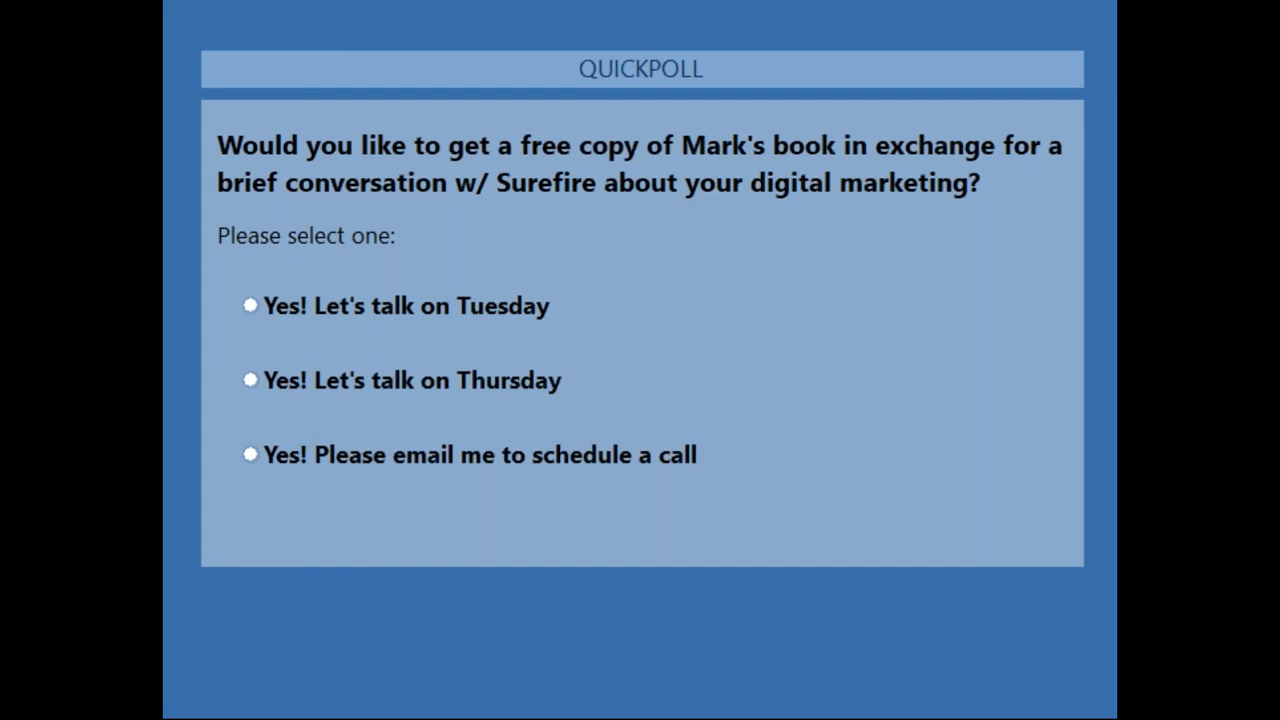 QUICKPOLL
Would you like to get a free copy of Mark's book in exchange for a
brief conversation w/ Surefire about your digital marketing?
Please select one:
Yes! Let's talk on Tuesday
Yes! Let's talk on Thursday
Yes! Please email me to schedule a call